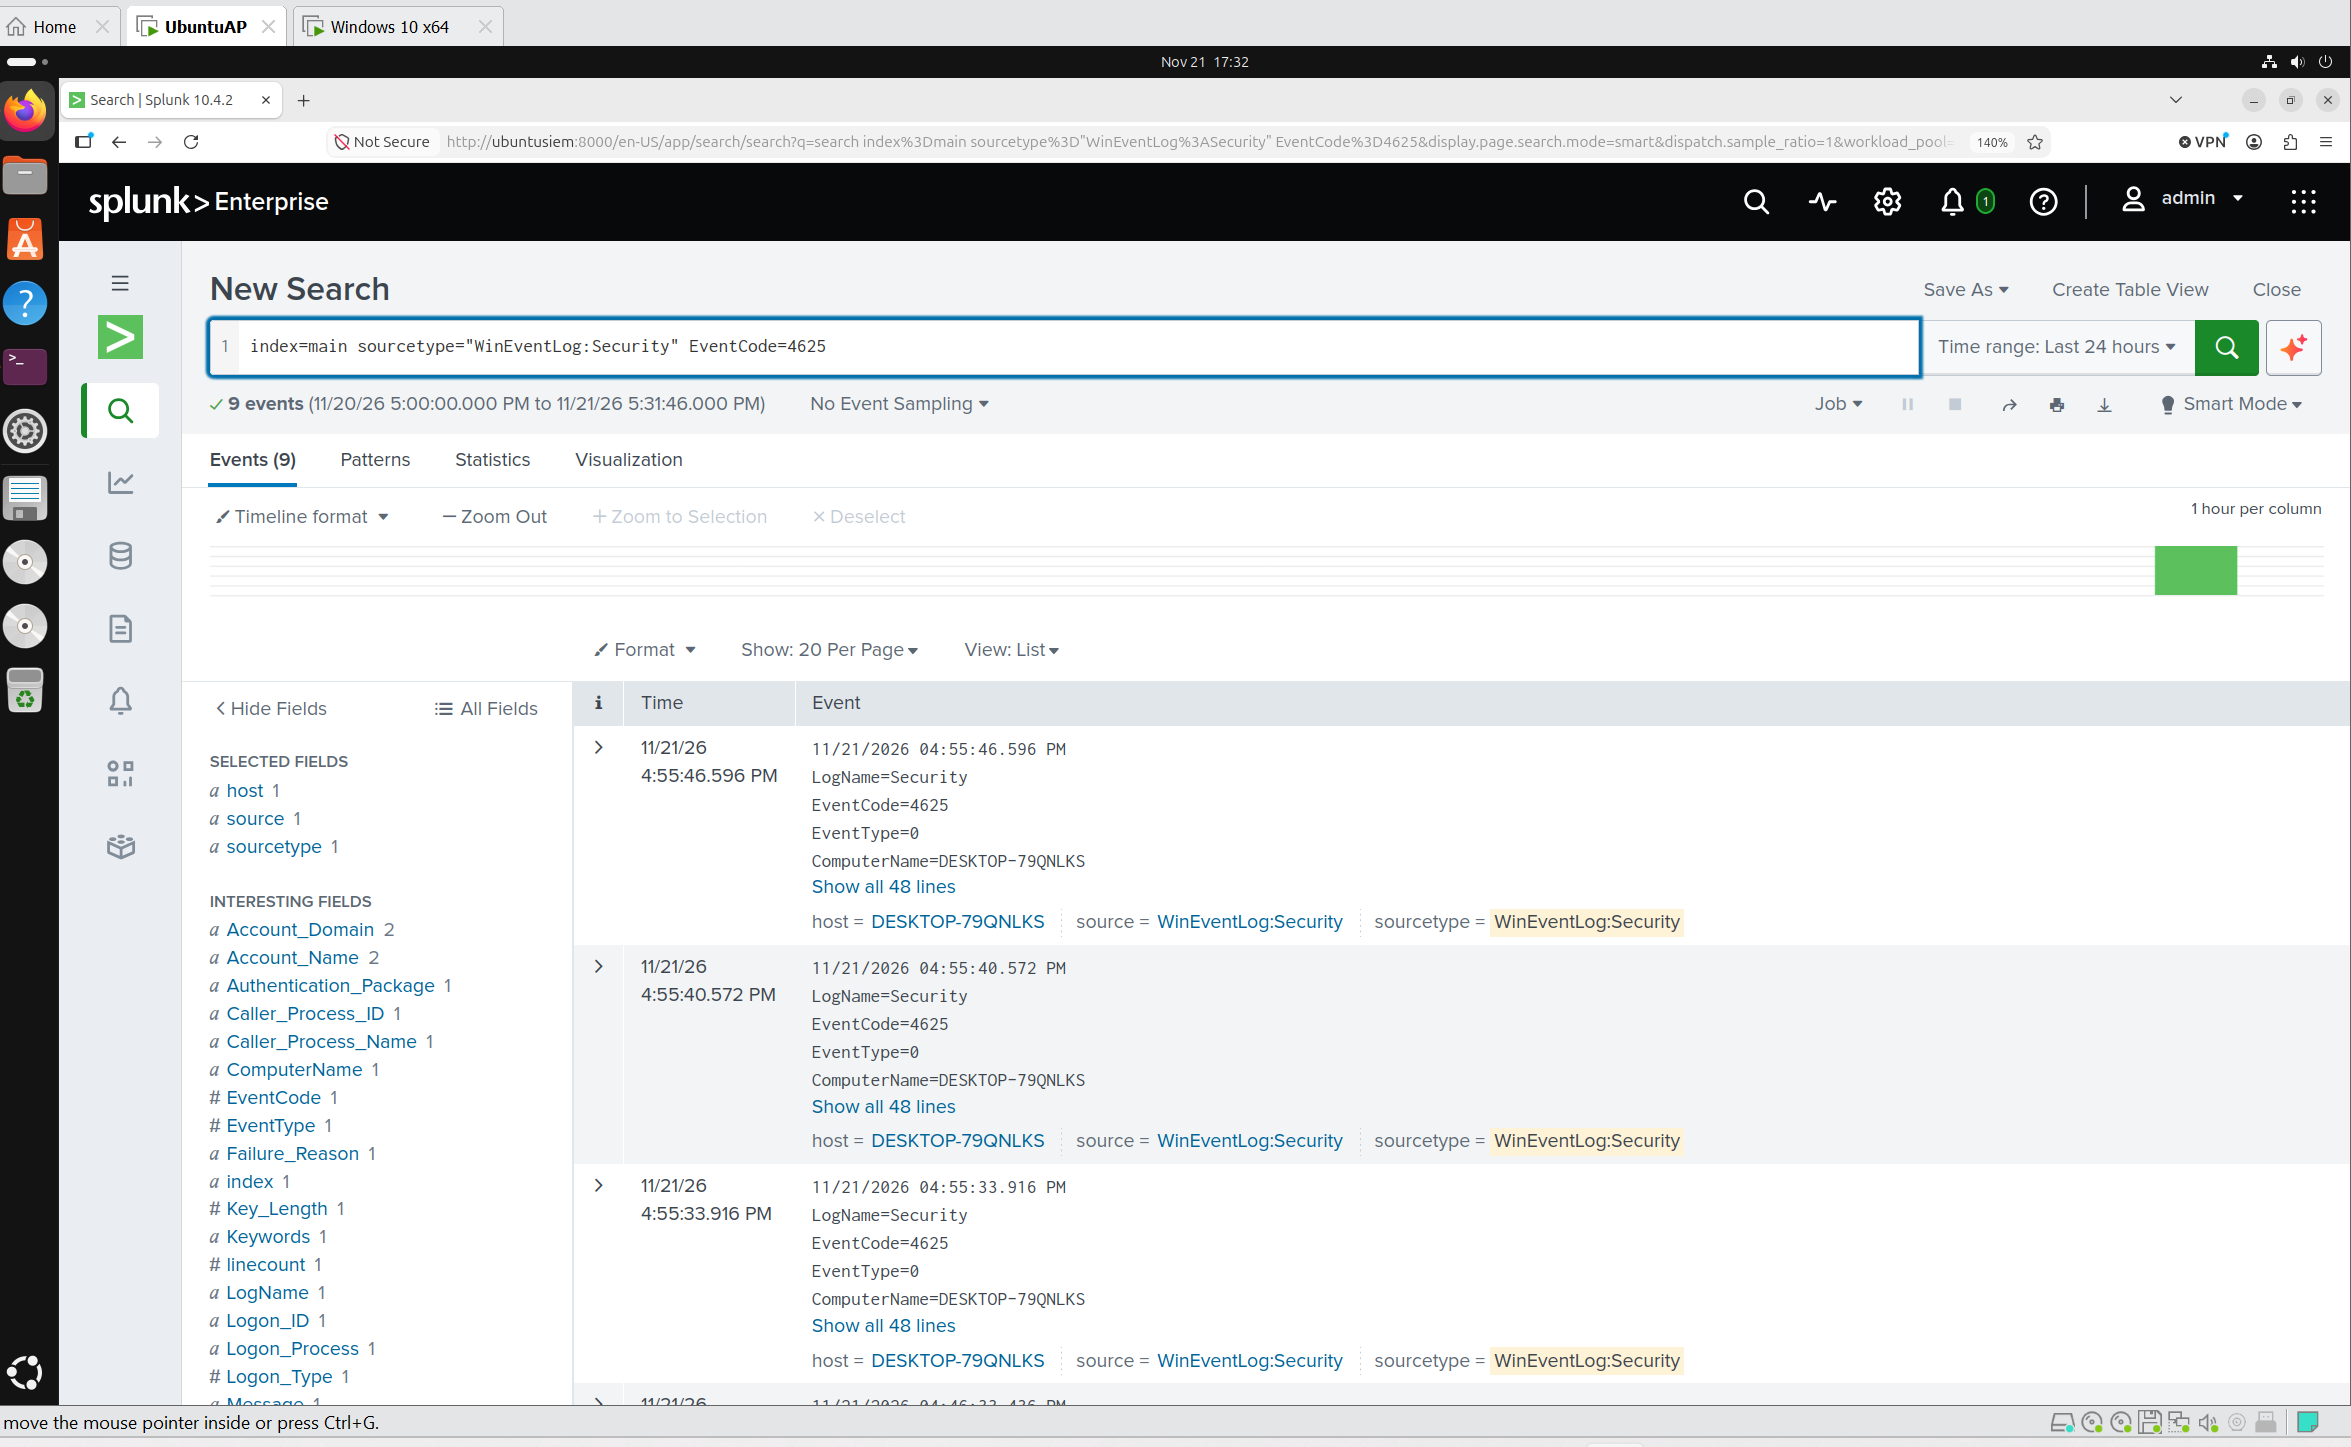 Home
UbuntuAP
Windows 10 x64
Nov 21 17:32
Search | Splunk 10.4.2
Not Secure
http://ubuntusiem:8000/en-US/app/search/search?q=search index%3Dmain sourcetype%3D"WinEventLog%3ASecurity" EventCode%3D4625&display.page.search.mode=smart&dispatch.sample_ratio=1&workload_pool=
140%
VPN
splunk> Enterprise
1
admin
New Search
Save As
Create Table View
Close
1 index=main sourcetype="WinEventLog:Security" EventCode=4625
Time range: Last 24 hours
9 events (11/20/26 5:00:00.000 PM to 11/21/26 5:31:46.000 PM)
No Event Sampling
Job
Smart Mode
Events (9)
Patterns
Statistics
Visualization
Timeline format
Zoom Out
Zoom to Selection
Deselect
1 hour per column
Format
Show: 20 Per Page
View: List
Hide Fields
All Fields
SELECTED FIELDS
a host 1
a source 1
a sourcetype 1
INTERESTING FIELDS
a Account_Domain 2
a Account_Name 2
a Authentication_Package 1
a Caller_Process_ID 1
a Caller_Process_Name 1
a ComputerName 1
# EventCode 1
# EventType 1
a Failure_Reason 1
a index 1
# Key_Length 1
a Keywords 1
# linecount 1
a LogName 1
a Logon_ID 1
a Logon_Process 1
# Logon_Type 1
a Message 1
i Time Event
11/21/26
4:55:46.596 PM
11/21/2026 04:55:46.596 PM
LogName=Security
EventCode=4625
EventType=0
ComputerName=DESKTOP-79QNLKS
Show all 48 lines
host = DESKTOP-79QNLKS source = WinEventLog:Security sourcetype = WinEventLog:Security
11/21/26
4:55:40.572 PM
11/21/2026 04:55:40.572 PM
LogName=Security
EventCode=4625
EventType=0
ComputerName=DESKTOP-79QNLKS
Show all 48 lines
host = DESKTOP-79QNLKS source = WinEventLog:Security sourcetype = WinEventLog:Security
11/21/26
4:55:33.916 PM
11/21/2026 04:55:33.916 PM
LogName=Security
EventCode=4625
EventType=0
ComputerName=DESKTOP-79QNLKS
Show all 48 lines
host = DESKTOP-79QNLKS source = WinEventLog:Security sourcetype = WinEventLog:Security
11/21/26
11/21/2026 04:46:33.436 PM
move the mouse pointer inside or press Ctrl+G.